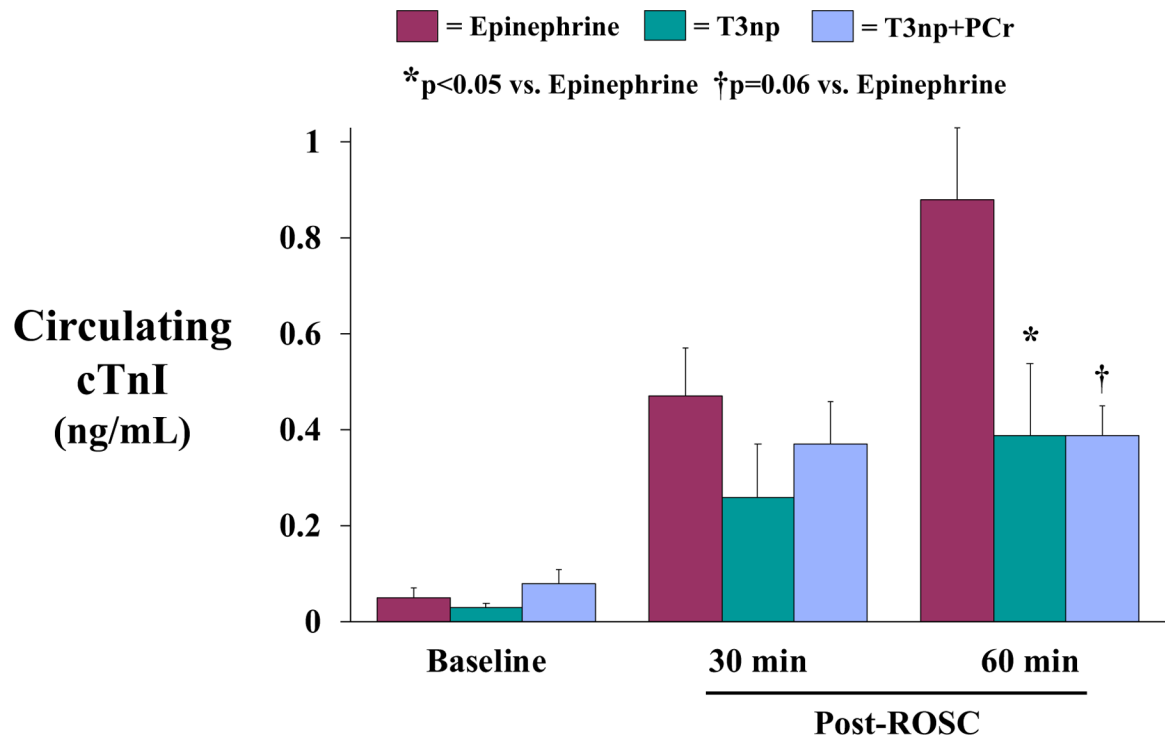 = Epinephrine = T3np = T3np+PCr
*p<0.05 vs. Epinephrine †p=0.06 vs. Epinephrine
1
0.8
0.6
0.4
0.2
0
Circulating
cTnI
(ng/mL)
*
†
Baseline 30 min 60 min
Post-ROSC